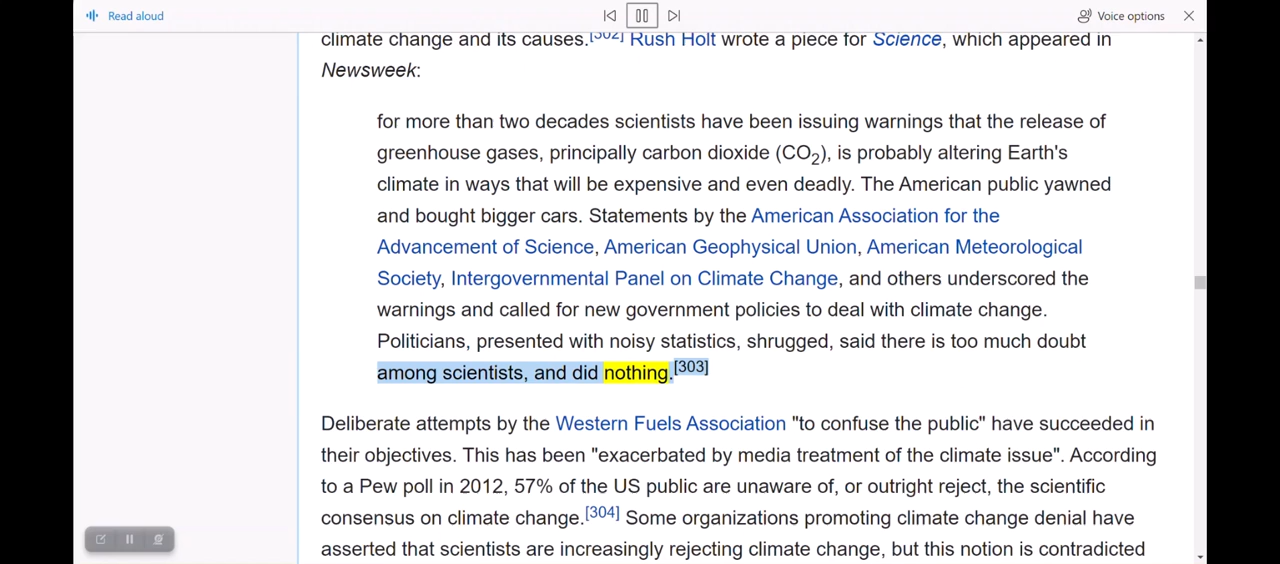 Read aloud
Voice options
climate change and its causes.[302] Rush Holt wrote a piece for Science, which appeared in
Newsweek:
for more than two decades scientists have been issuing warnings that the release of
greenhouse gases, principally carbon dioxide (CO2), is probably altering Earth's
climate in ways that will be expensive and even deadly. The American public yawned
and bought bigger cars. Statements by the American Association for the
Advancement of Science, American Geophysical Union, American Meteorological
Society, Intergovernmental Panel on Climate Change, and others underscored the
warnings and called for new government policies to deal with climate change.
Politicians, presented with noisy statistics, shrugged, said there is too much doubt
among scientists, and did nothing.[303]
Deliberate attempts by the Western Fuels Association "to confuse the public" have succeeded in
their objectives. This has been "exacerbated by media treatment of the climate issue". According
to a Pew poll in 2012, 57% of the US public are unaware of, or outright reject, the scientific
consensus on climate change.[304] Some organizations promoting climate change denial have
asserted that scientists are increasingly rejecting climate change, but this notion is contradicted